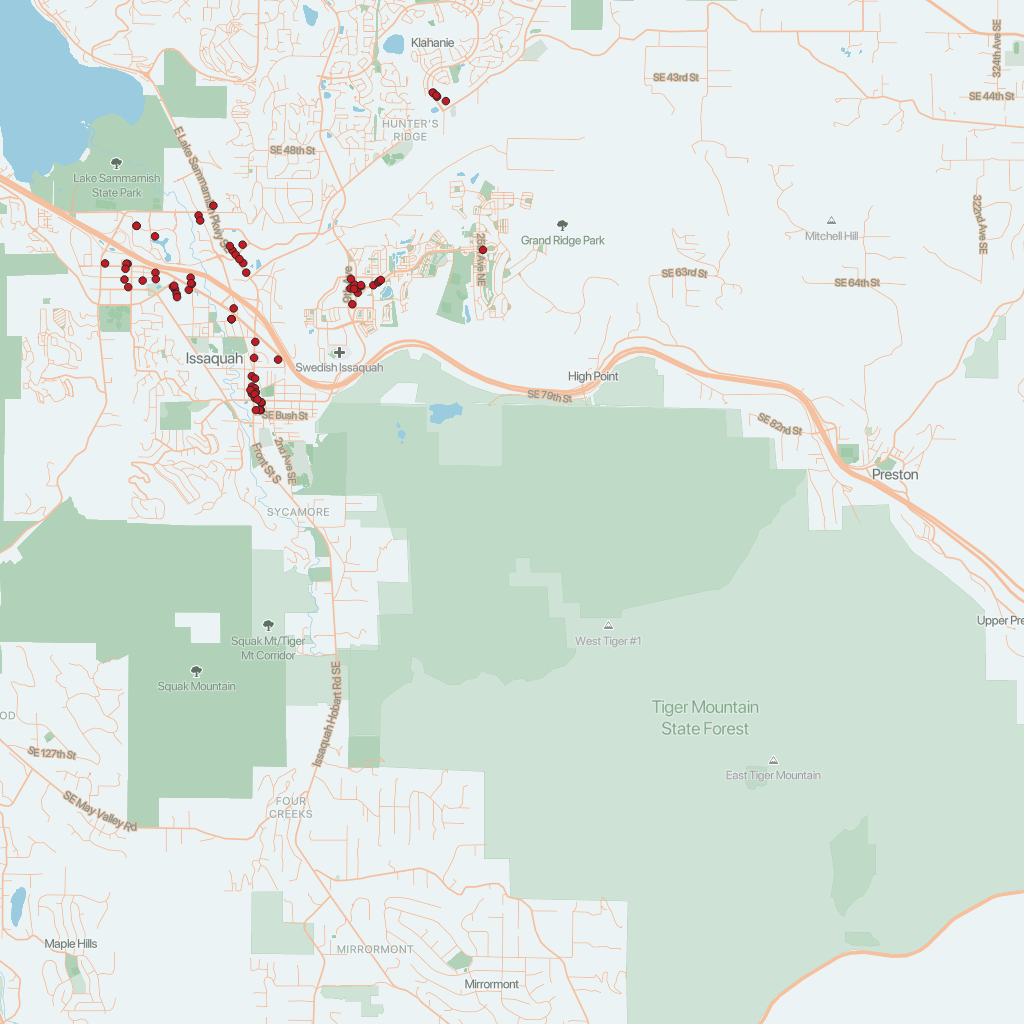 Klahanie
SE 43rd St
324th Ave SE
SE 44th St
HUNTER'S
RIDGE
E Lake Sammamish Pkwy SE
SE 48th St
Lake Sammamish
State Park
322nd Ave SE
Grand Ridge Park
Mitchell Hill
SE 63rd St
SE 64th St
Issaquah
Swedish Issaquah
High Point
SE 79th St
SE Bush St
SE 82nd St
2nd Ave SE
Front St S
Preston
SYCAMORE
Upper Pre
Squak Mt/Tiger
Mt Corridor
West Tiger #1
Squak Mountain
Issaquah Hobart Rd SE
Tiger Mountain
State Forest
OD
SE 127th St
East Tiger Mountain
SE May Valley Rd
FOUR
CREEKS
Maple Hills
MIRRORMONT
Mirrormont